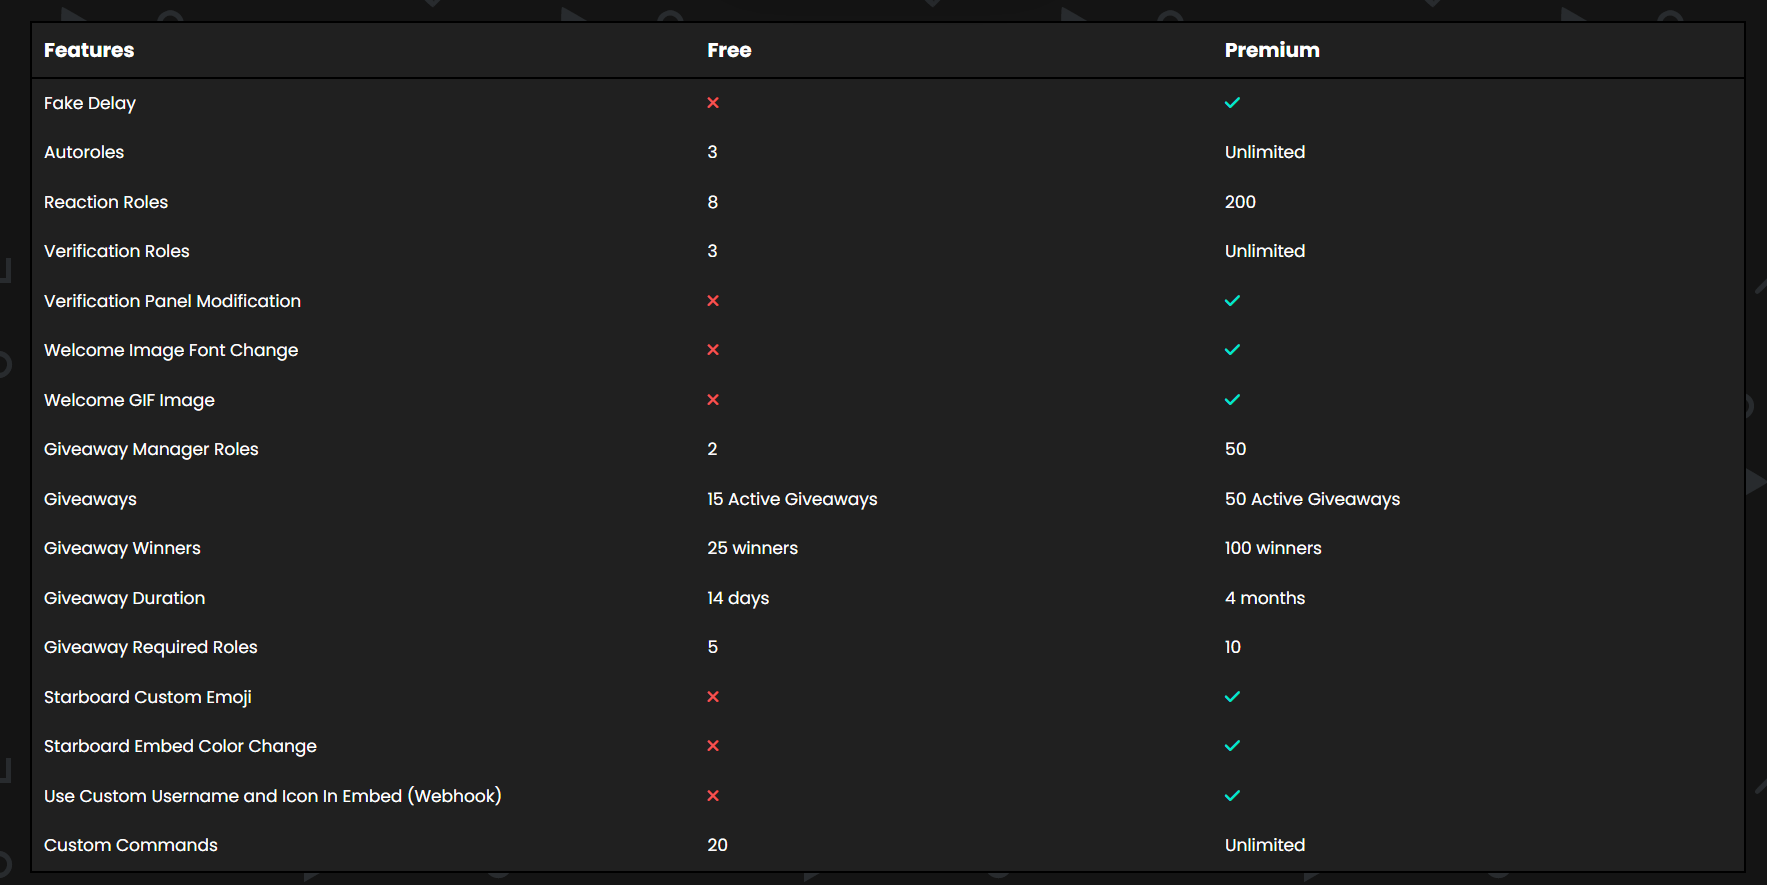 Features Free Premium
Fake Delay ✕ ✓
Autoroles 3 Unlimited
Reaction Roles 8 200
Verification Roles 3 Unlimited
Verification Panel Modification ✕ ✓
Welcome Image Font Change ✕ ✓
Welcome GIF Image ✕ ✓
Giveaway Manager Roles 2 50
Giveaways 15 Active Giveaways 50 Active Giveaways
Giveaway Winners 25 winners 100 winners
Giveaway Duration 14 days 4 months
Giveaway Required Roles 5 10
Starboard Custom Emoji ✕ ✓
Starboard Embed Color Change ✕ ✓
Use Custom Username and Icon In Embed (Webhook) ✕ ✓
Custom Commands 20 Unlimited